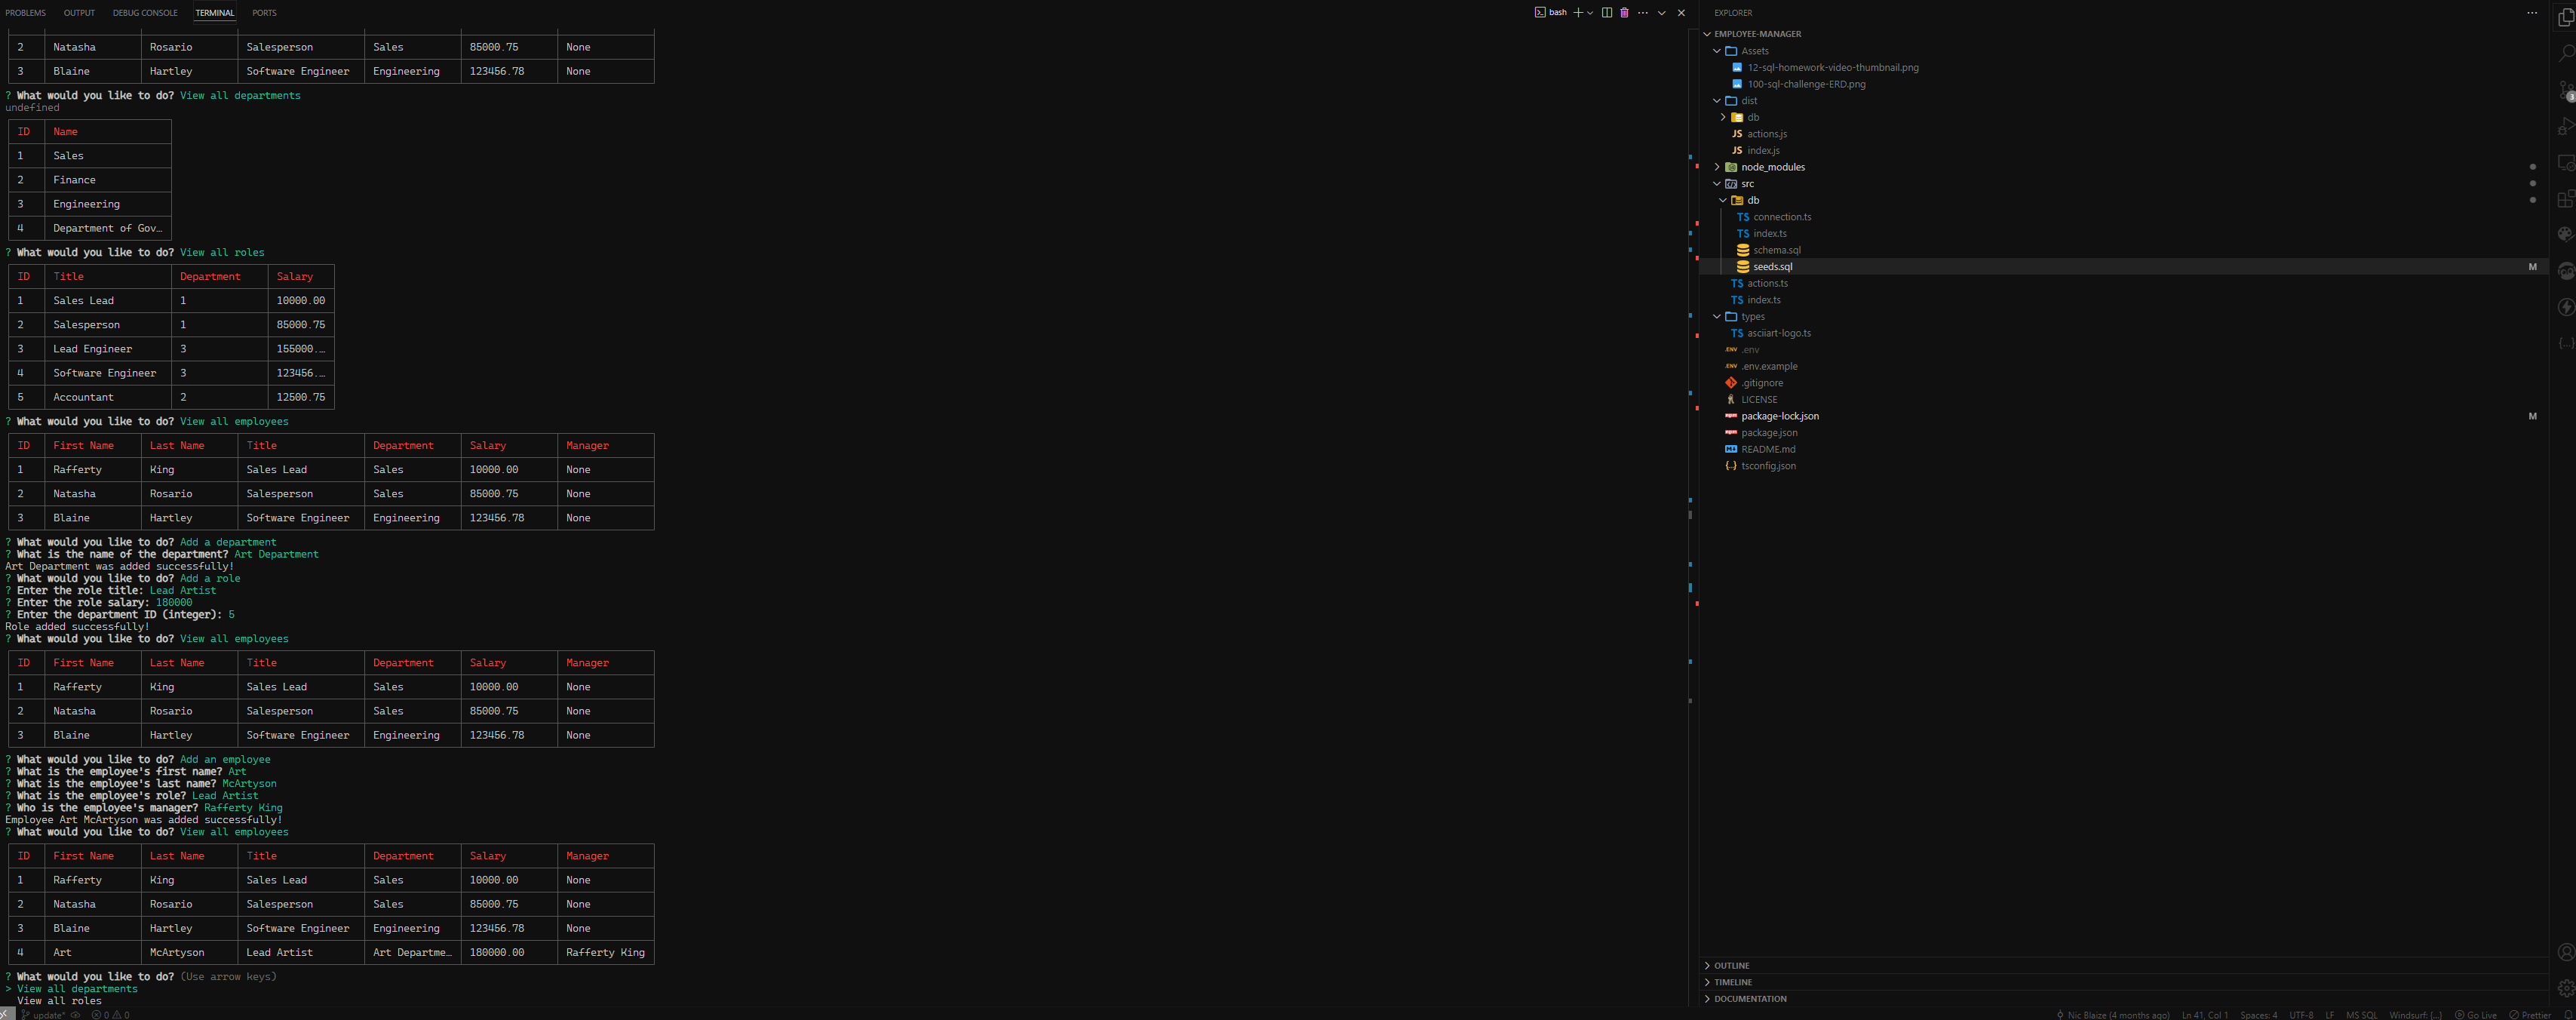 PROBLEMS OUTPUT DEBUG CONSOLE TERMINAL PORTS
bash
2 Natasha Rosario Salesperson Sales 85000.75 None
3 Blaine Hartley Software Engineer Engineering 123456.78 None
? What would you like to do? View all departments
undefined
ID Name
1 Sales
2 Finance
3 Engineering
4 Department of Gov…
? What would you like to do? View all roles
ID Title Department Salary
1 Sales Lead 1 10000.00
2 Salesperson 1 85000.75
3 Lead Engineer 3 155000.…
4 Software Engineer 3 123456.…
5 Accountant 2 12500.75
? What would you like to do? View all employees
ID First Name Last Name Title Department Salary Manager
1 Rafferty King Sales Lead Sales 10000.00 None
2 Natasha Rosario Salesperson Sales 85000.75 None
3 Blaine Hartley Software Engineer Engineering 123456.78 None
? What would you like to do? Add a department
? What is the name of the department? Art Department
Art Department was added successfully!
? What would you like to do? Add a role
? Enter the role title: Lead Artist
? Enter the role salary: 180000
? Enter the department ID (integer): 5
Role added successfully!
? What would you like to do? View all employees
ID First Name Last Name Title Department Salary Manager
1 Rafferty King Sales Lead Sales 10000.00 None
2 Natasha Rosario Salesperson Sales 85000.75 None
3 Blaine Hartley Software Engineer Engineering 123456.78 None
? What would you like to do? Add an employee
? What is the employee's first name? Art
? What is the employee's last name? McArtyson
? What is the employee's role? Lead Artist
? Who is the employee's manager? Rafferty King
Employee Art McArtyson was added successfully!
? What would you like to do? View all employees
ID First Name Last Name Title Department Salary Manager
1 Rafferty King Sales Lead Sales 10000.00 None
2 Natasha Rosario Salesperson Sales 85000.75 None
3 Blaine Hartley Software Engineer Engineering 123456.78 None
4 Art McArtyson Lead Artist Art Departme… 180000.00 Rafferty King
? What would you like to do? (Use arrow keys)
> View all departments
View all roles
EXPLORER
EMPLOYEE-MANAGER
Assets
12-sql-homework-video-thumbnail.png
100-sql-challenge-ERD.png
dist
db
JS actions.js
JS index.js
node_modules
src
db
TS connection.ts
TS index.ts
schema.sql
seeds.sql M
TS actions.ts
TS index.ts
types
TS asciiart-logo.ts
.ENV .env
.ENV .env.example
.gitignore
LICENSE
package-lock.json M
package.json
README.md
{..} tsconfig.json
OUTLINE
TIMELINE
DOCUMENTATION
3
update* 0 0
Nic Blaize (4 months ago) Ln 41, Col 1 Spaces: 4 UTF-8 LF MS SQL Windsurf: {...} Go Live Prettier